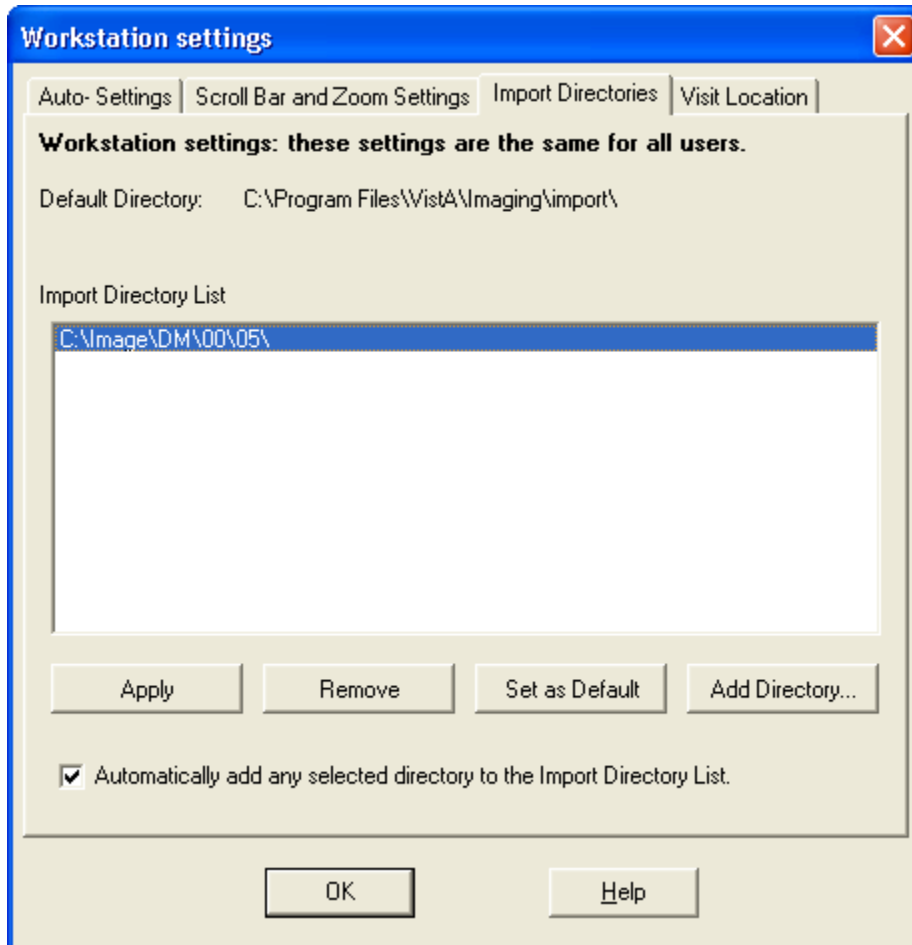 Workstation settings
Auto- Settings Scroll Bar and Zoom Settings Import Directories Visit Location
Workstation settings: these settings are the same for all users.
Default Directory: C:\Program Files\VistA\Imaging\import\
Import Directory List
C:\Image\DM\00\05\
Apply Remove Set as Default Add Directory...
Automatically add any selected directory to the Import Directory List.
OK Help